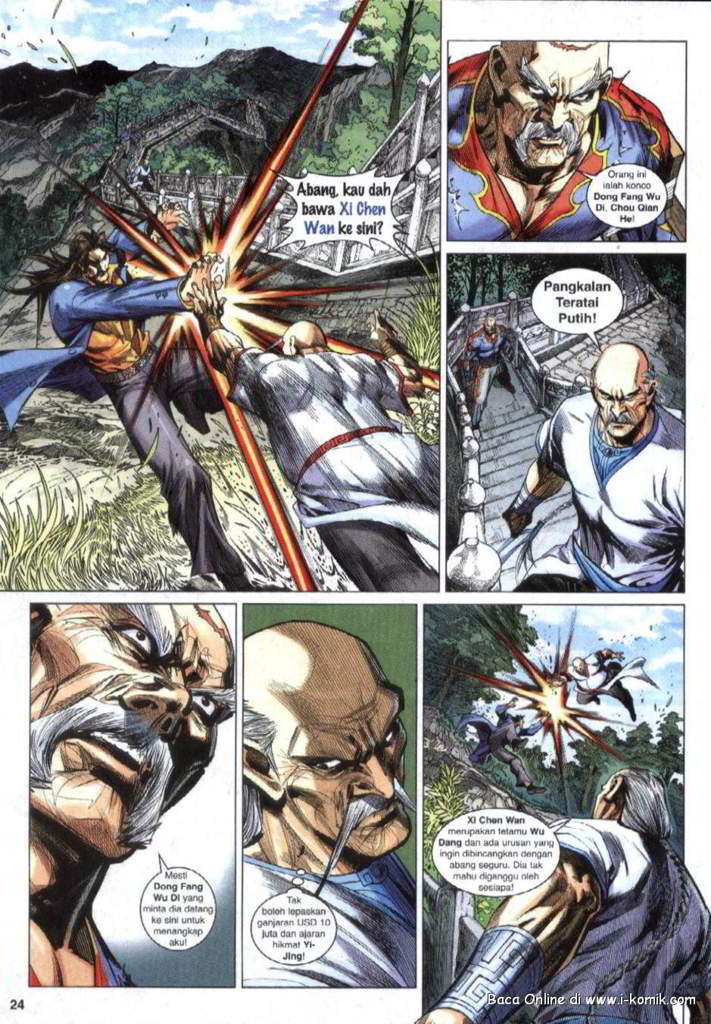 Abang, kau dah
bawa Xi Chen
Wan ke sini?
Orang ini
ialah konco
Dong Fang Wu
Di, Chou Qian
He!
Pangkalan
Teratai
Putih!
Mesti
Dong Fang
Wu Di yang
minta dia datang
ke sini untuk
menangkap
aku!
Tak
boleh lepaskan
ganjaran USD 10
juta dan ajaran
hikmat Yi-
Jing!
Xi Chen Wan
merupakan tetamu Wu
Dang dan ada urusan yang
ingin dibincangkan dengan
abang seguru. Dia tak
mahu diganggu oleh
sesiapa!
24
Baca Online di www.i-komik.com